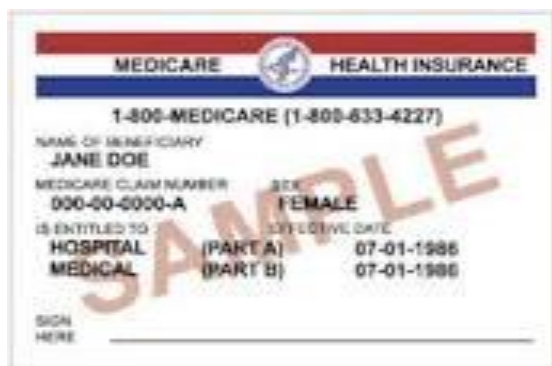 MEDICARE HEALTH INSURANCE
1-800-MEDICARE (1-800-633-4227)
NAME OF BENEFICIARY
JANE DOE
MEDICARE CLAIM NUMBER SEX
000-00-0000-A FEMALE
IS ENTITLED TO EFFECTIVE DATE
HOSPITAL (PART A) 07-01-1986
MEDICAL (PART B) 07-01-1986
SIGN
HERE
SAMPLE